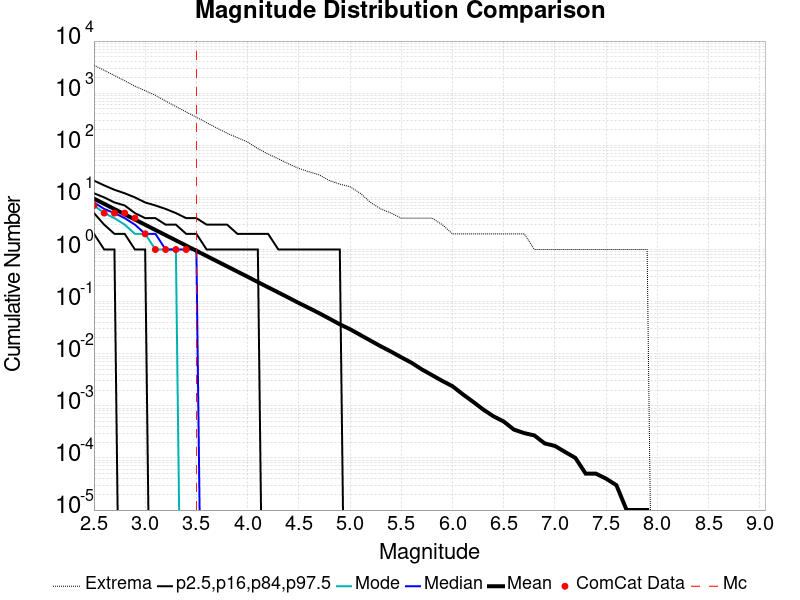 Magnitude Distribution Comparison
Cumulative Number
10^4
10^3
10^2
10^1
10^0
10^-1
10^-2
10^-3
10^-4
10^-5
2.5 3.0 3.5 4.0 4.5 5.0 5.5 6.0 6.5 7.0 7.5 8.0 8.5 9.0
Magnitude
Extrema p2.5,p16,p84,p97.5 Mode Median Mean ComCat Data Mc